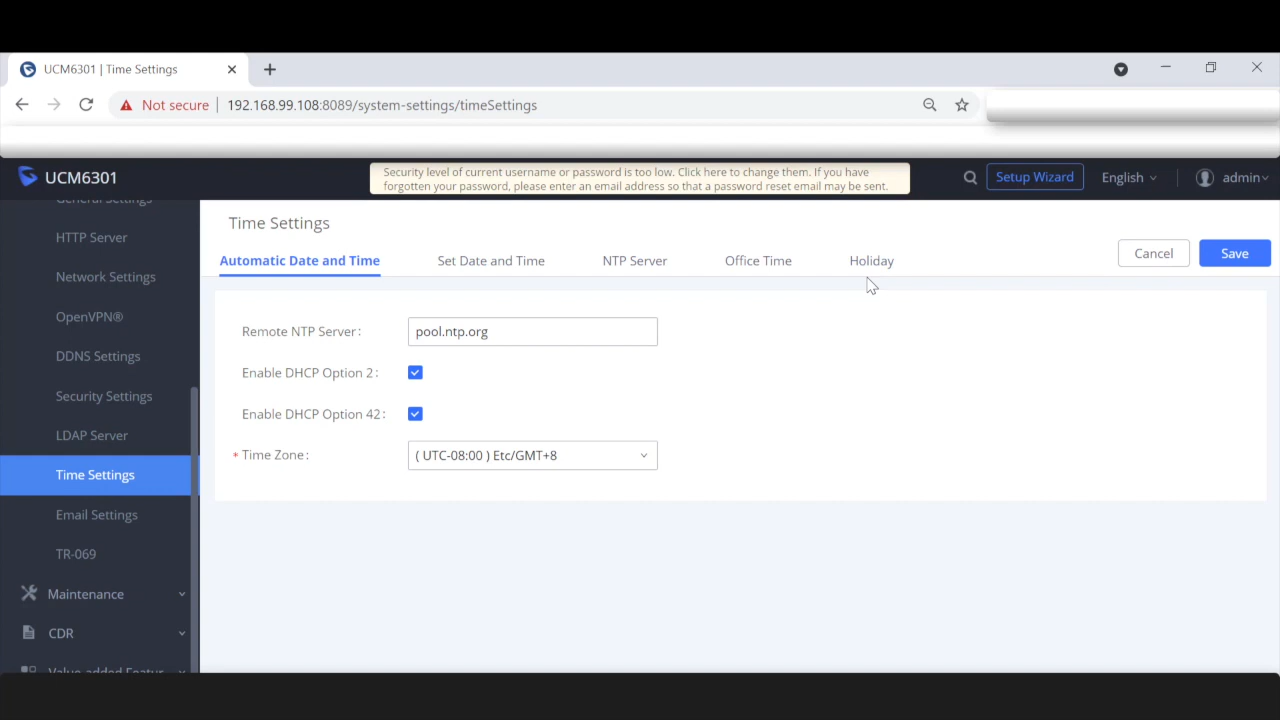 UCM6301 | Time Settings
Not secure
192.168.99.108:8089/system-settings/timeSettings
UCM6301
Security level of current username or password is too low. Click here to change them. If you have
forgotten your password, please enter an email address so that a password reset email may be sent.
Setup Wizard
English
admin
General Settings
HTTP Server
Network Settings
OpenVPN®
DDNS Settings
Security Settings
LDAP Server
Time Settings
Email Settings
TR-069
Maintenance
CDR
Value-added Featur
Time Settings
Automatic Date and Time
Set Date and Time
NTP Server
Office Time
Holiday
Cancel
Save
Remote NTP Server:
pool.ntp.org
Enable DHCP Option 2:
Enable DHCP Option 42:
* Time Zone:
( UTC-08:00 ) Etc/GMT+8